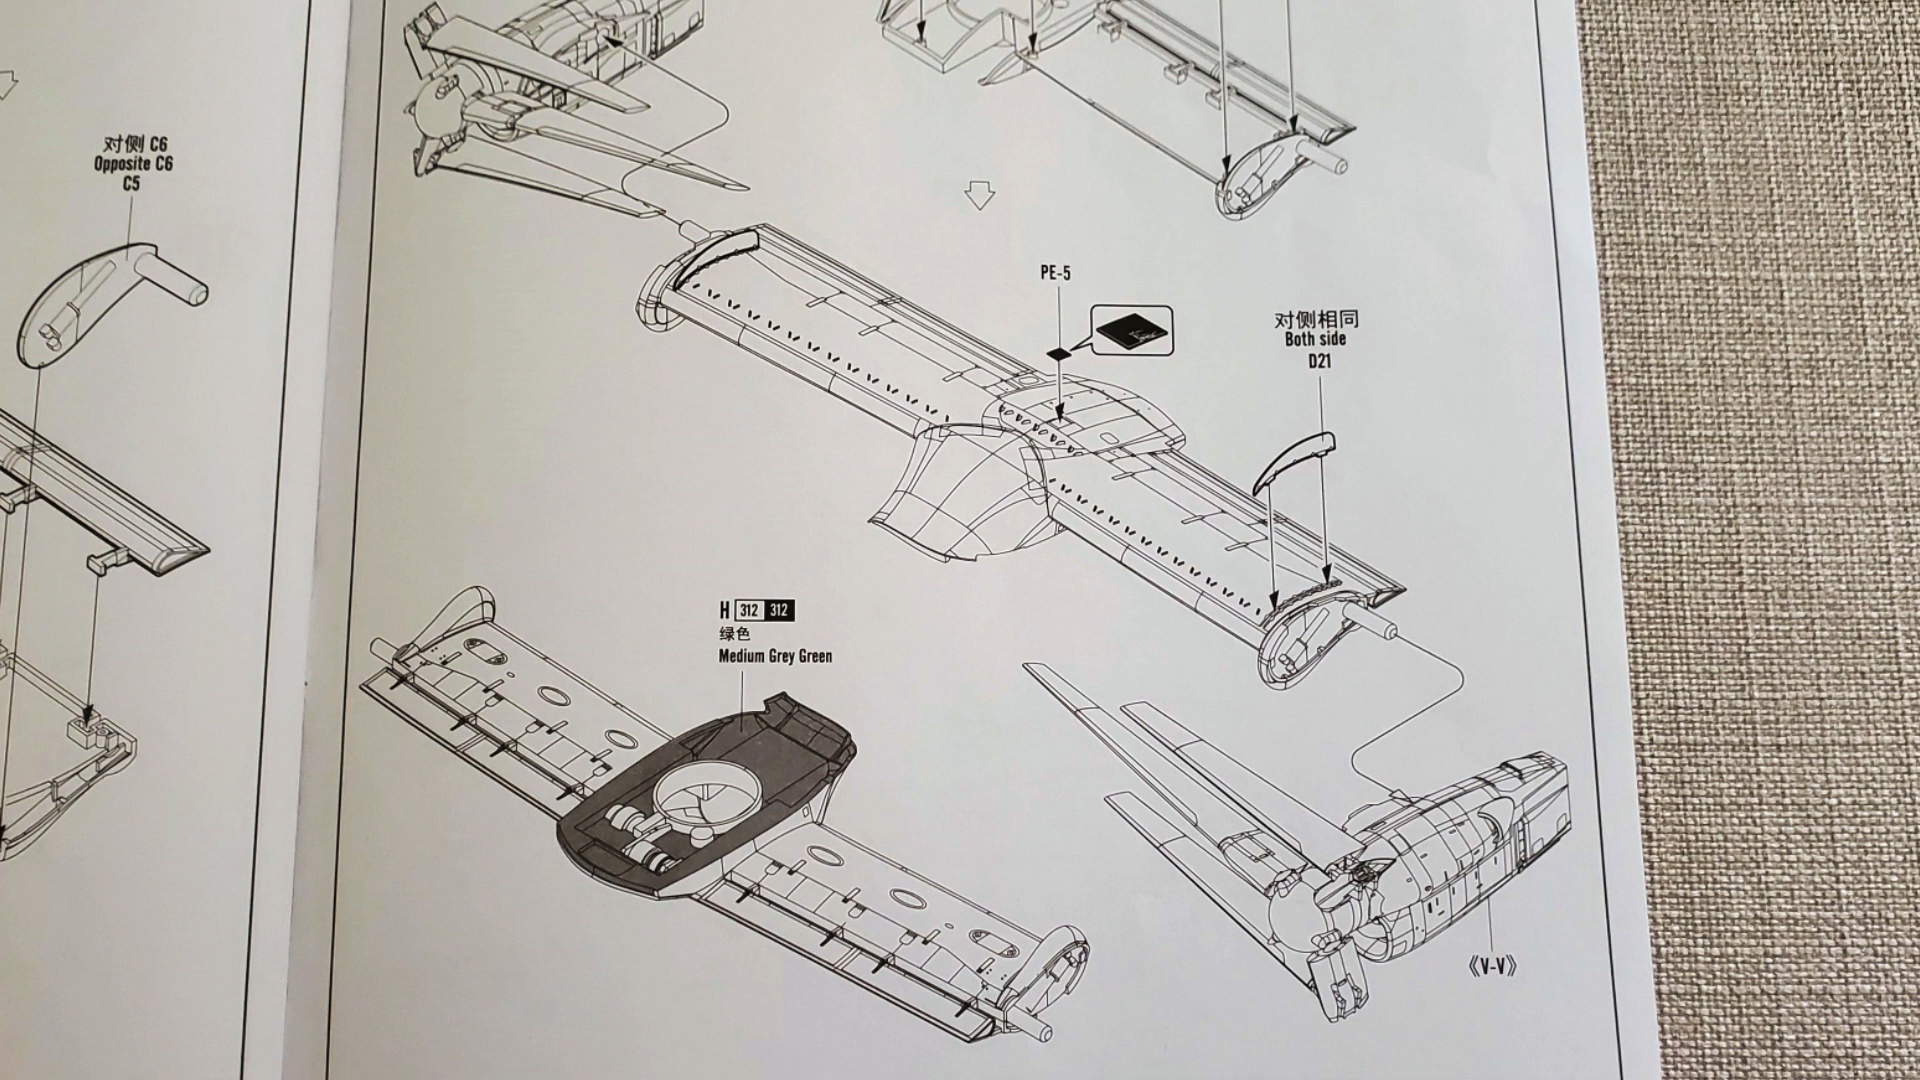 对侧 C6
Opposite C6
C5
PE-5
对侧相同
Both side
D21
H 312 312
绿色
Medium Grey Green
《V-V》